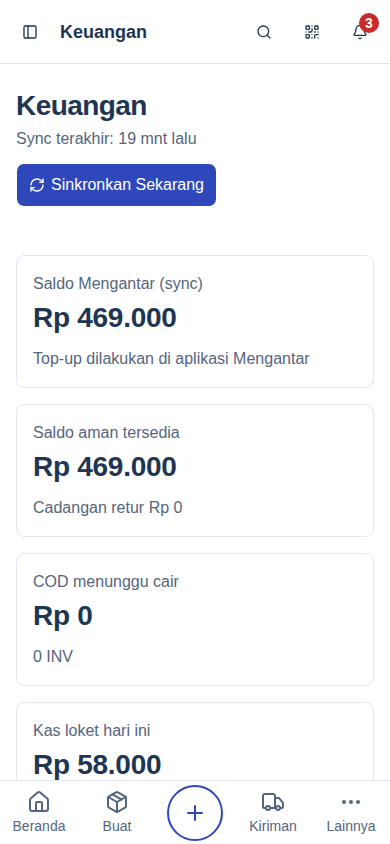 Keuangan
3
Keuangan
Sync terakhir: 19 mnt lalu
Sinkronkan Sekarang
Saldo Mengantar (sync)
Rp 469.000
Top-up dilakukan di aplikasi Mengantar
Saldo aman tersedia
Rp 469.000
Cadangan retur Rp 0
COD menunggu cair
Rp 0
0 INV
Kas loket hari ini
Rp 58.000
Beranda
Buat
Kiriman
Lainnya